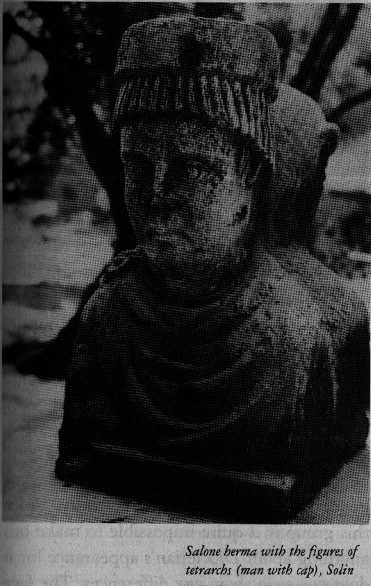 Salone herma with the figures of
tetrarchs (man with cap), Solin